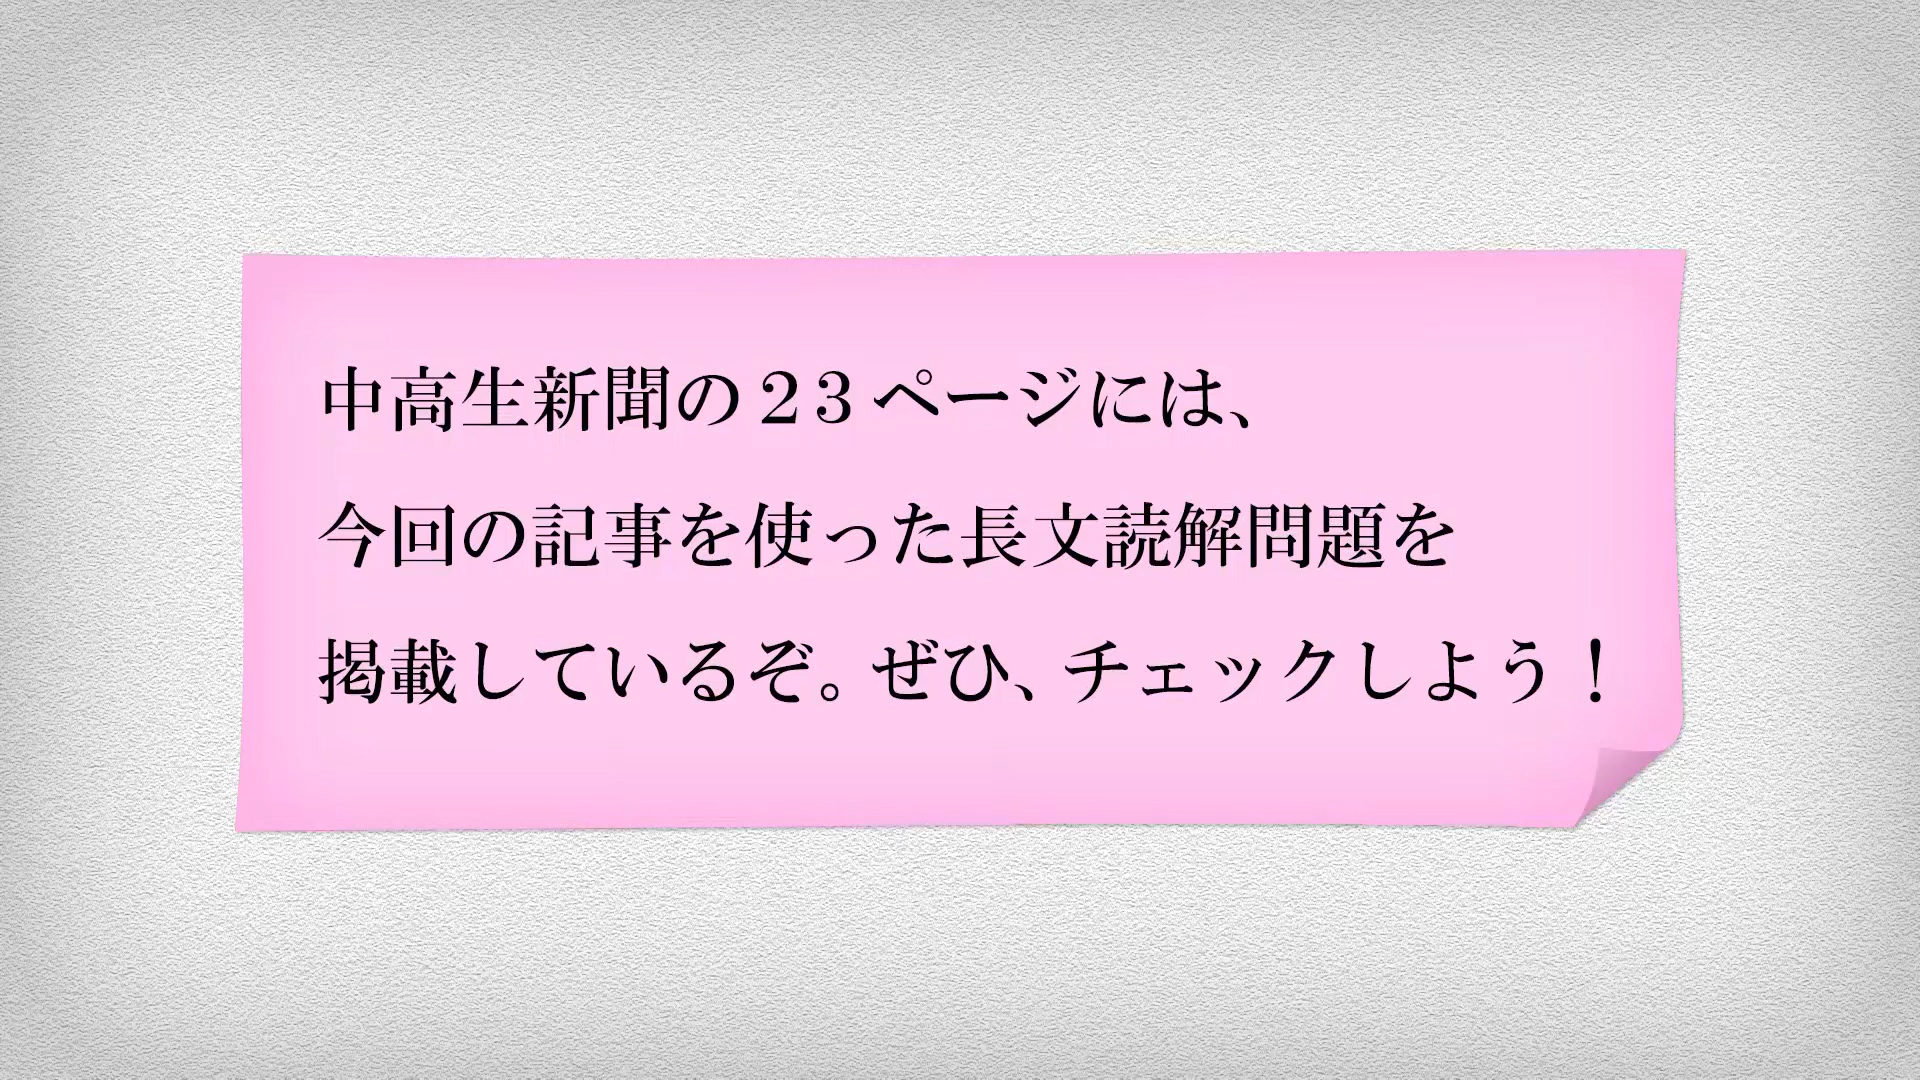 中高生新聞の２３ページには、
今回の記事を使った長文読解問題を
掲載しているぞ。ぜひ、チェックしよう！